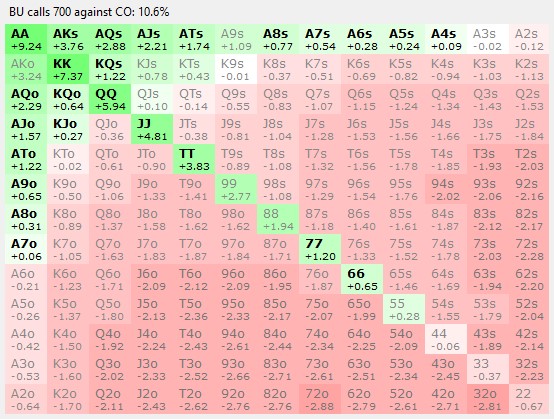 BU calls 700 against CO: 10.6%
AA AKs AQs AJs ATs A9s A8s A7s A6s A5s A4s A3s A2s
+9.24 +3.76 +2.88 +2.21 +1.74 +1.09 +0.77 +0.54 +0.28 +0.24 +0.09 -0.02 -0.12
AKo KK KQs KJs KTs K9s K8s K7s K6s K5s K4s K3s K2s
+3.24 +7.37 +1.22 +0.78 +0.43 -0.01 -0.37 -0.51 -0.69 -0.82 -0.94 -1.03 -1.13
AQo KQo QQ QJs QTs Q9s Q8s Q7s Q6s Q5s Q4s Q3s Q2s
+2.29 +0.64 +5.94 +0.10 -0.14 -0.55 -0.83 -1.07 -1.15 -1.24 -1.34 -1.43 -1.53
AJo KJo QJo JJ JTs J9s J8s J7s J6s J5s J4s J3s J2s
+1.57 +0.27 -0.36 +4.81 -0.38 -0.81 -1.04 -1.28 -1.53 -1.56 -1.66 -1.75 -1.84
ATo KTo QTo JTo TT T9s T8s T7s T6s T5s T4s T3s T2s
+1.22 -0.02 -0.61 -0.90 +3.83 -0.89 -1.08 -1.32 -1.56 -1.78 -1.85 -1.93 -2.03
A9o K9o Q9o J9o T9o 99 98s 97s 96s 95s 94s 93s 92s
+0.65 -0.50 -1.06 -1.33 -1.41 +2.77 -1.08 -1.29 -1.54 -1.76 -2.02 -2.06 -2.16
A8o K8o Q8o J8o T8o 98o 88 87s 86s 85s 84s 83s 82s
+0.31 -0.89 -1.37 -1.58 -1.62 -1.62 +1.94 -1.18 -1.40 -1.61 -1.87 -2.12 -2.17
A7o K7o Q7o J7o T7o 97o 87o 77 76s 75s 74s 73s 72s
+0.06 -1.05 -1.63 -1.83 -1.87 -1.84 -1.71 +1.20 -1.33 -1.52 -1.78 -2.03 -2.28
A6o K6o Q6o J6o T6o 96o 86o 76o 66 65s 64s 63s 62s
-0.21 -1.23 -1.71 -2.09 -2.12 -2.09 -1.95 -1.87 +0.65 -1.46 -1.69 -1.94 -2.20
A5o K5o Q5o J5o T5o 95o 85o 75o 65o 55 54s 53s 52s
-0.26 -1.37 -1.80 -2.13 -2.36 -2.33 -2.17 -2.07 -1.99 +0.28 -1.55 -1.79 -2.04
A4o K4o Q4o J4o T4o 94o 84o 74o 64o 54o 44 43s 42s
-0.42 -1.50 -1.92 -2.24 -2.43 -2.61 -2.44 -2.34 -2.25 -2.09 -0.06 -1.89 -2.14
A3o K3o Q3o J3o T3o 93o 83o 73o 63o 53o 43o 33 32s
-0.53 -1.60 -2.02 -2.33 -2.52 -2.66 -2.71 -2.61 -2.51 -2.34 -2.45 -0.37 -2.23
A2o K2o Q2o J2o T2o 92o 82o 72o 62o 52o 42o 32o 22
-0.62 -1.70 -2.11 -2.43 -2.62 -2.76 -2.76 -2.88 -2.79 -2.61 -2.71 -2.81 -0.67